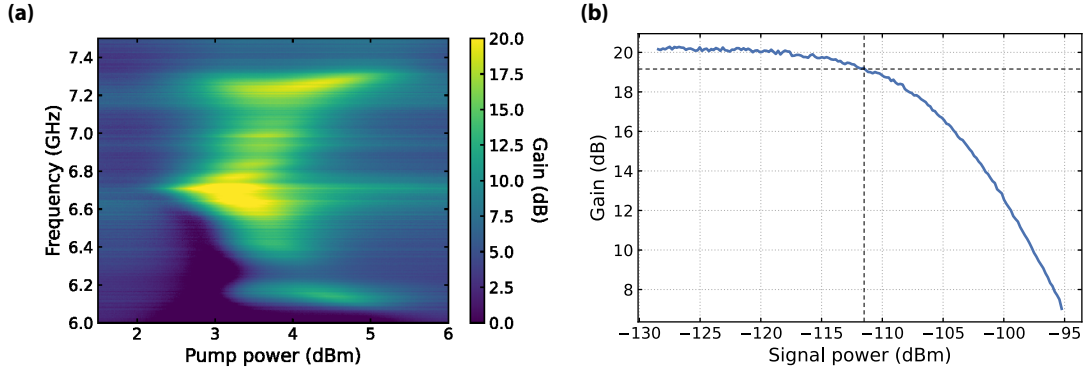 (a)
7.4
7.2
7.0
6.8
6.6
6.4
6.2
6.0
Frequency (GHz)
2 3 4 5 6
Pump power (dBm)
20.0
17.5
15.0
12.5
10.0
7.5
5.0
2.5
0.0
Gain (dB)
(b)
20
18
16
14
12
10
8
Gain (dB)
−130 −125 −120 −115 −110 −105 −100 −95
Signal power (dBm)